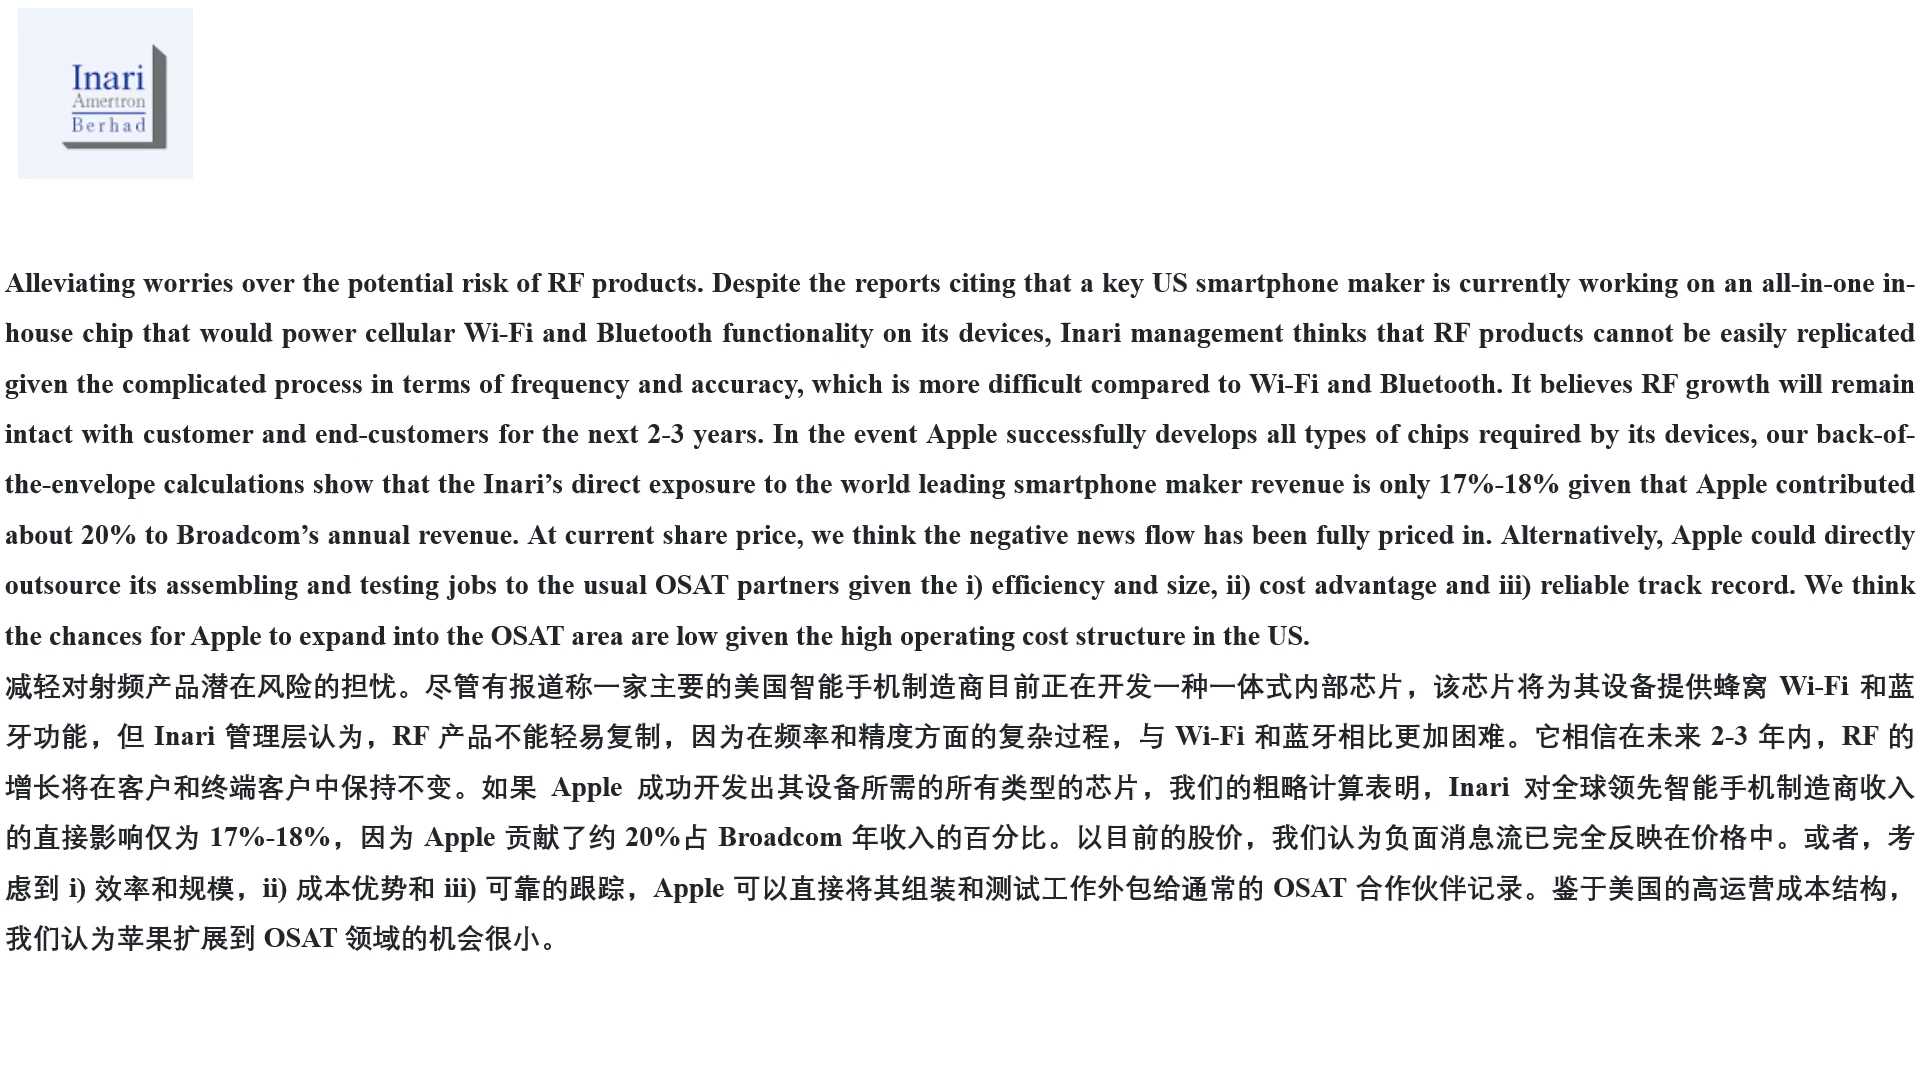 Inari
Amertron
Berhad
Alleviating worries over the potential risk of RF products. Despite the reports citing that a key US smartphone maker is currently working on an all-in-one in-
house chip that would power cellular Wi-Fi and Bluetooth functionality on its devices, Inari management thinks that RF products cannot be easily replicated
given the complicated process in terms of frequency and accuracy, which is more difficult compared to Wi-Fi and Bluetooth. It believes RF growth will remain
intact with customer and end-customers for the next 2-3 years. In the event Apple successfully develops all types of chips required by its devices, our back-of-
the-envelope calculations show that the Inari’s direct exposure to the world leading smartphone maker revenue is only 17%-18% given that Apple contributed
about 20% to Broadcom’s annual revenue. At current share price, we think the negative news flow has been fully priced in. Alternatively, Apple could directly
outsource its assembling and testing jobs to the usual OSAT partners given the i) efficiency and size, ii) cost advantage and iii) reliable track record. We think
the chances for Apple to expand into the OSAT area are low given the high operating cost structure in the US.
减轻对射频产品潜在风险的担忧。尽管有报道称一家主要的美国智能手机制造商目前正在开发一种一体式内部芯片，该芯片将为其设备提供蜂窝 Wi-Fi 和蓝
牙功能，但 Inari 管理层认为，RF 产品不能轻易复制，因为在频率和精度方面的复杂过程，与 Wi-Fi 和蓝牙相比更加困难。它相信在未来 2-3 年内，RF 的
增长将在客户和终端客户中保持不变。如果 Apple 成功开发出其设备所需的所有类型的芯片，我们的粗略计算表明，Inari 对全球领先智能手机制造商收入
的直接影响仅为 17%-18%，因为 Apple 贡献了约 20%占 Broadcom 年收入的百分比。以目前的股价，我们认为负面消息流已完全反映在价格中。或者，考
虑到 i) 效率和规模，ii) 成本优势和 iii) 可靠的跟踪，Apple 可以直接将其组装和测试工作外包给通常的 OSAT 合作伙伴记录。鉴于美国的高运营成本结构，
我们认为苹果扩展到 OSAT 领域的机会很小。